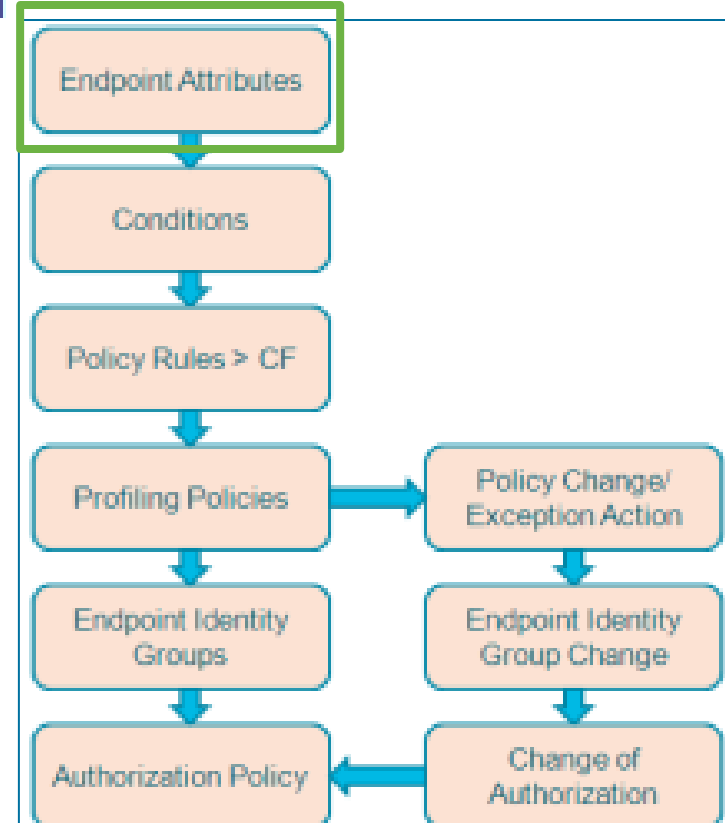 Endpoint Attributes
Conditions
Policy Rules > CF
Profiling Policies
Policy Change/
Exception Action
Endpoint Identity
Groups
Endpoint Identity
Group Change
Authorization Policy
Change of
Authorization